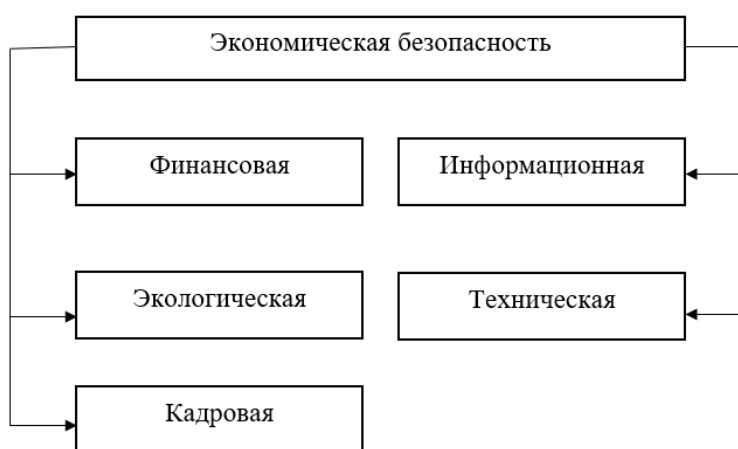 Экономическая безопасность
Финансовая
Информационная
Экологическая
Техническая
Кадровая